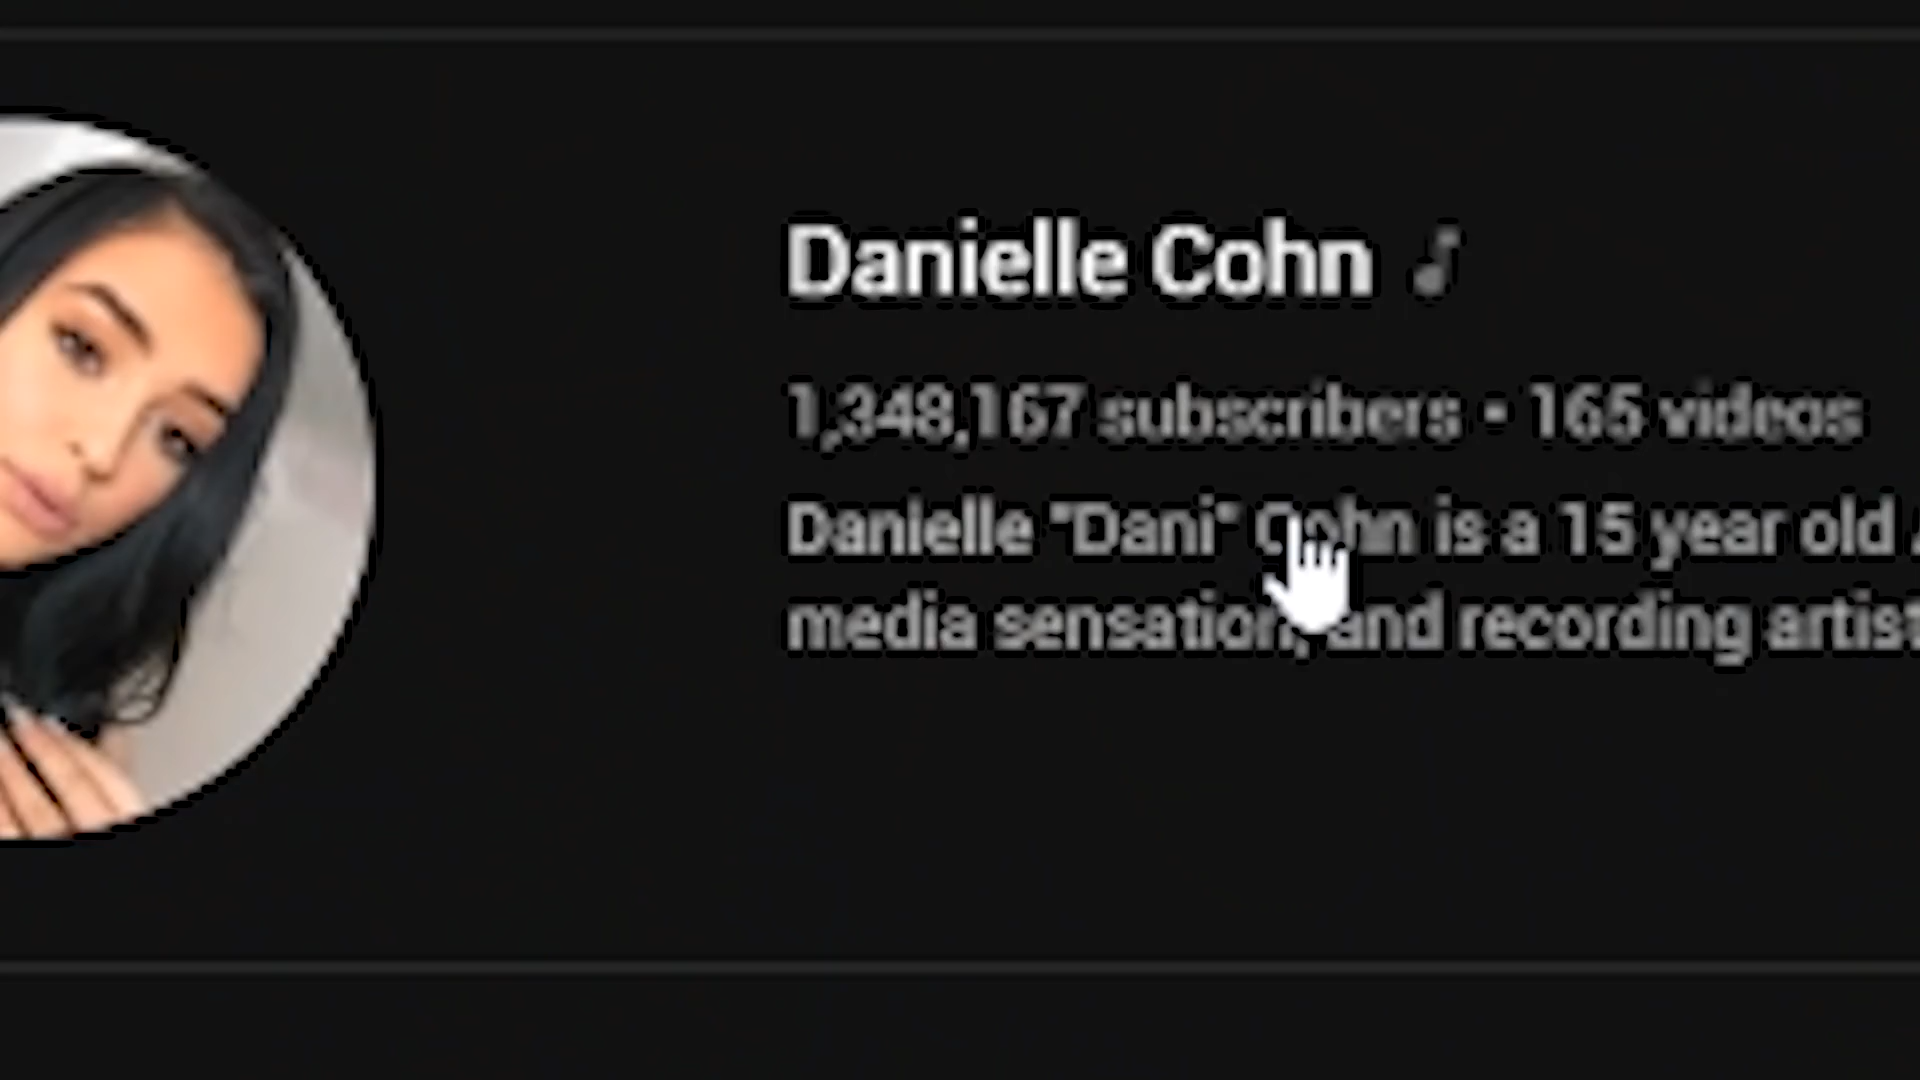 Danielle Cohn
1,348,167 subscribers • 165 videos
Danielle "Dani" Cohn is a 15 year old
media sensation, and recording artist